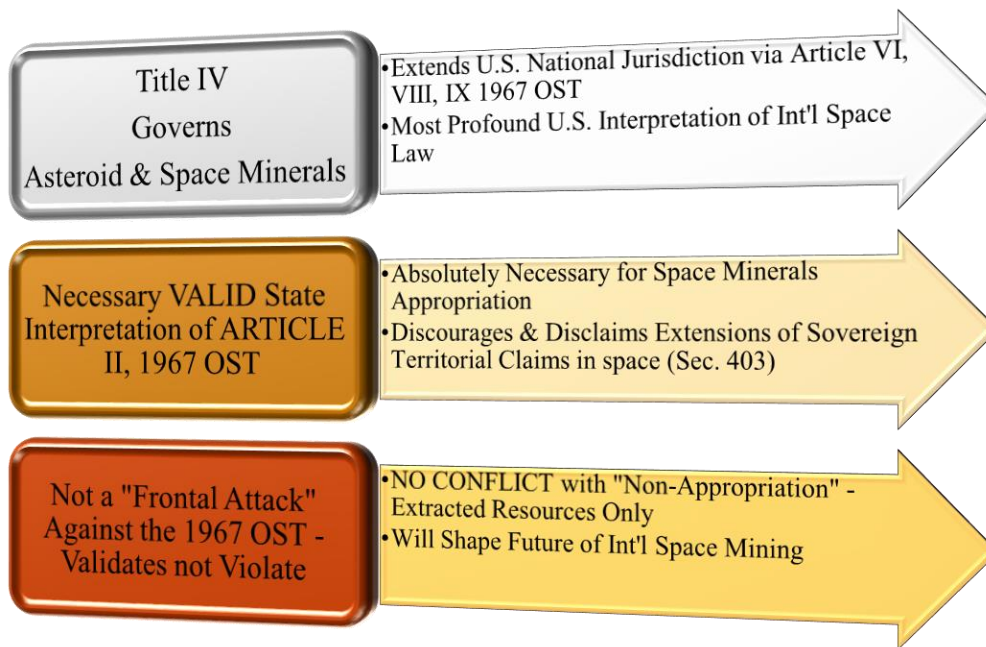 Title IV
Governs
Asteroid & Space Minerals
•Extends U.S. National Jurisdiction via Article VI,
VIII, IX 1967 OST
•Most Profound U.S. Interpretation of Int'l Space
Law
Necessary VALID State
Interpretation of ARTICLE
II, 1967 OST
•Absolutely Necessary for Space Minerals
Appropriation
•Discourages & Disclaims Extensions of Sovereign
Territorial Claims in space (Sec. 403)
Not a "Frontal Attack"
Against the 1967 OST -
Validates not Violate
•NO CONFLICT with "Non-Appropriation" -
Extracted Resources Only
•Will Shape Future of Int'l Space Mining